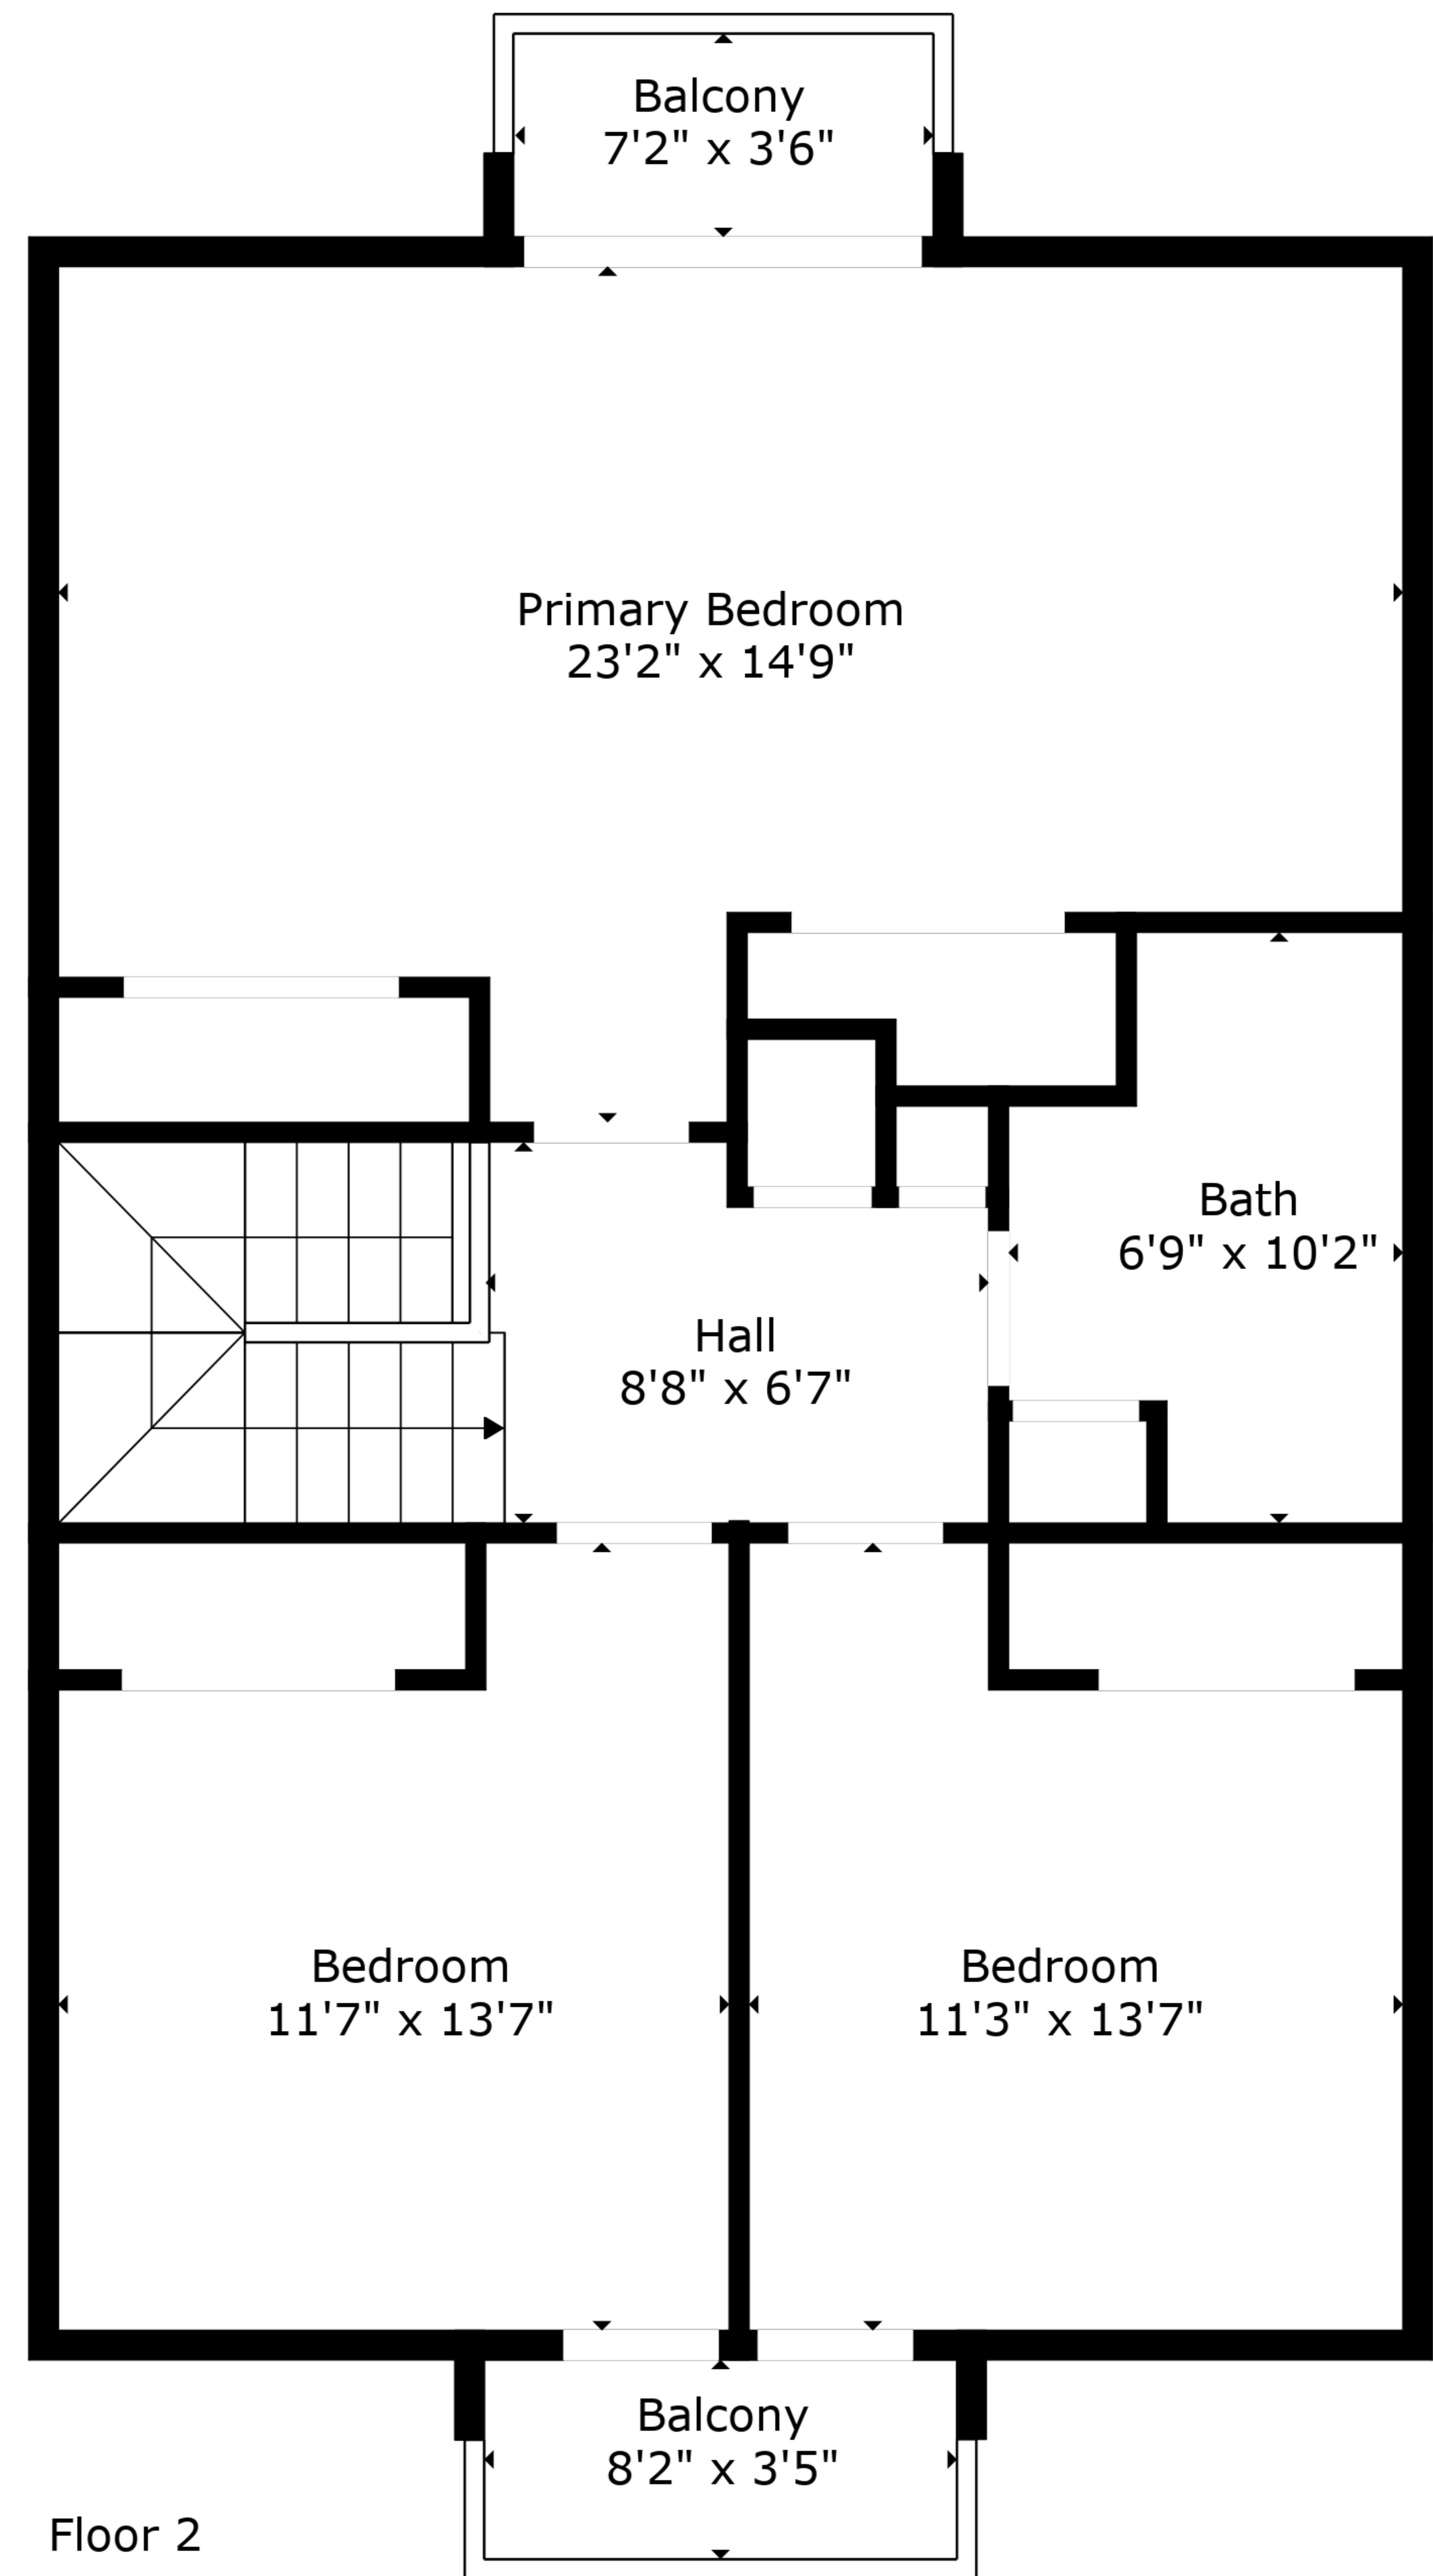 Balcony
7'2" x 3'6"
Primary Bedroom
23'2" x 14'9"
Bath
6'9" x 10'2"
Hall
8'8" x 6'7"
Bedroom
11'7" x 13'7"
Bedroom
11'3" x 13'7"
Balcony
8'2" x 3'5"
Floor 2